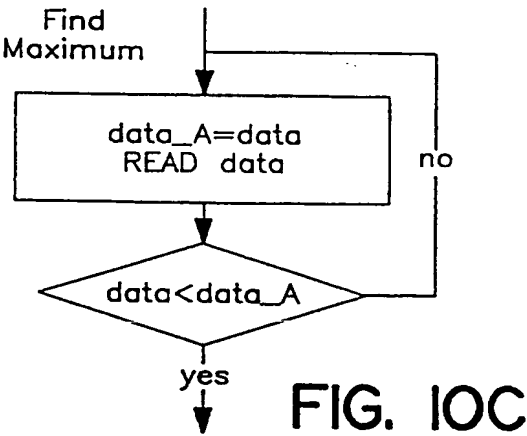 Find
Maximum
data_A=data
READ data
no
data<data_A
yes
FIG. 10C